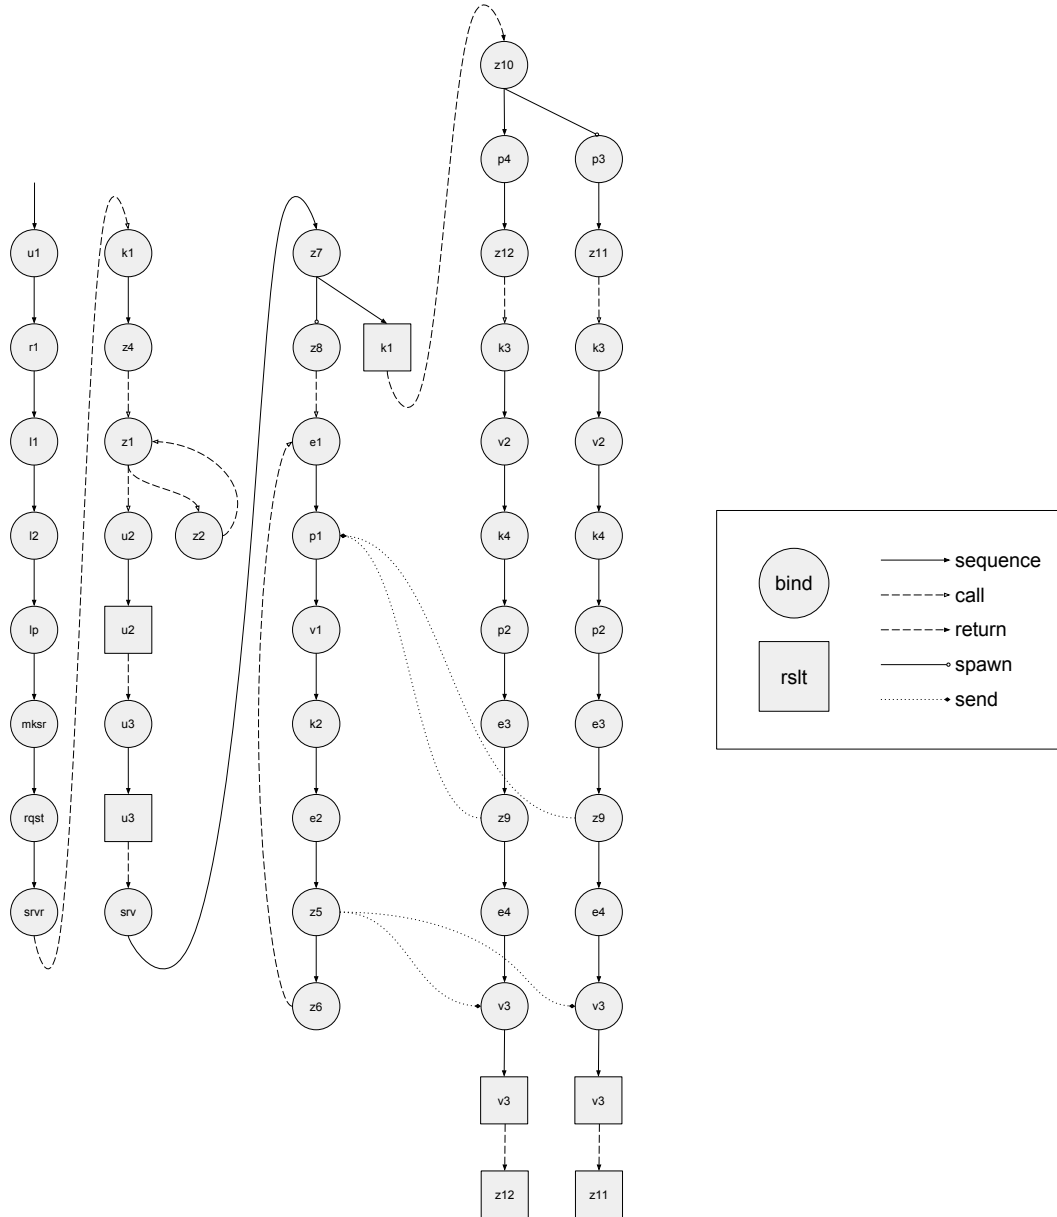 z10
p4
p3
u1
k1
z7
z12
z11
r1
z4
z8
k1
k3
k3
l1
z1
e1
v2
v2
l2
u2
z2
p1
k4
k4
bind
sequence
call
return
spawn
send
rslt
lp
u2
v1
p2
p2
mksr
u3
k2
e3
e3
rqst
u3
e2
z9
z9
srvr
srv
z5
e4
e4
z6
v3
v3
v3
v3
z12
z11